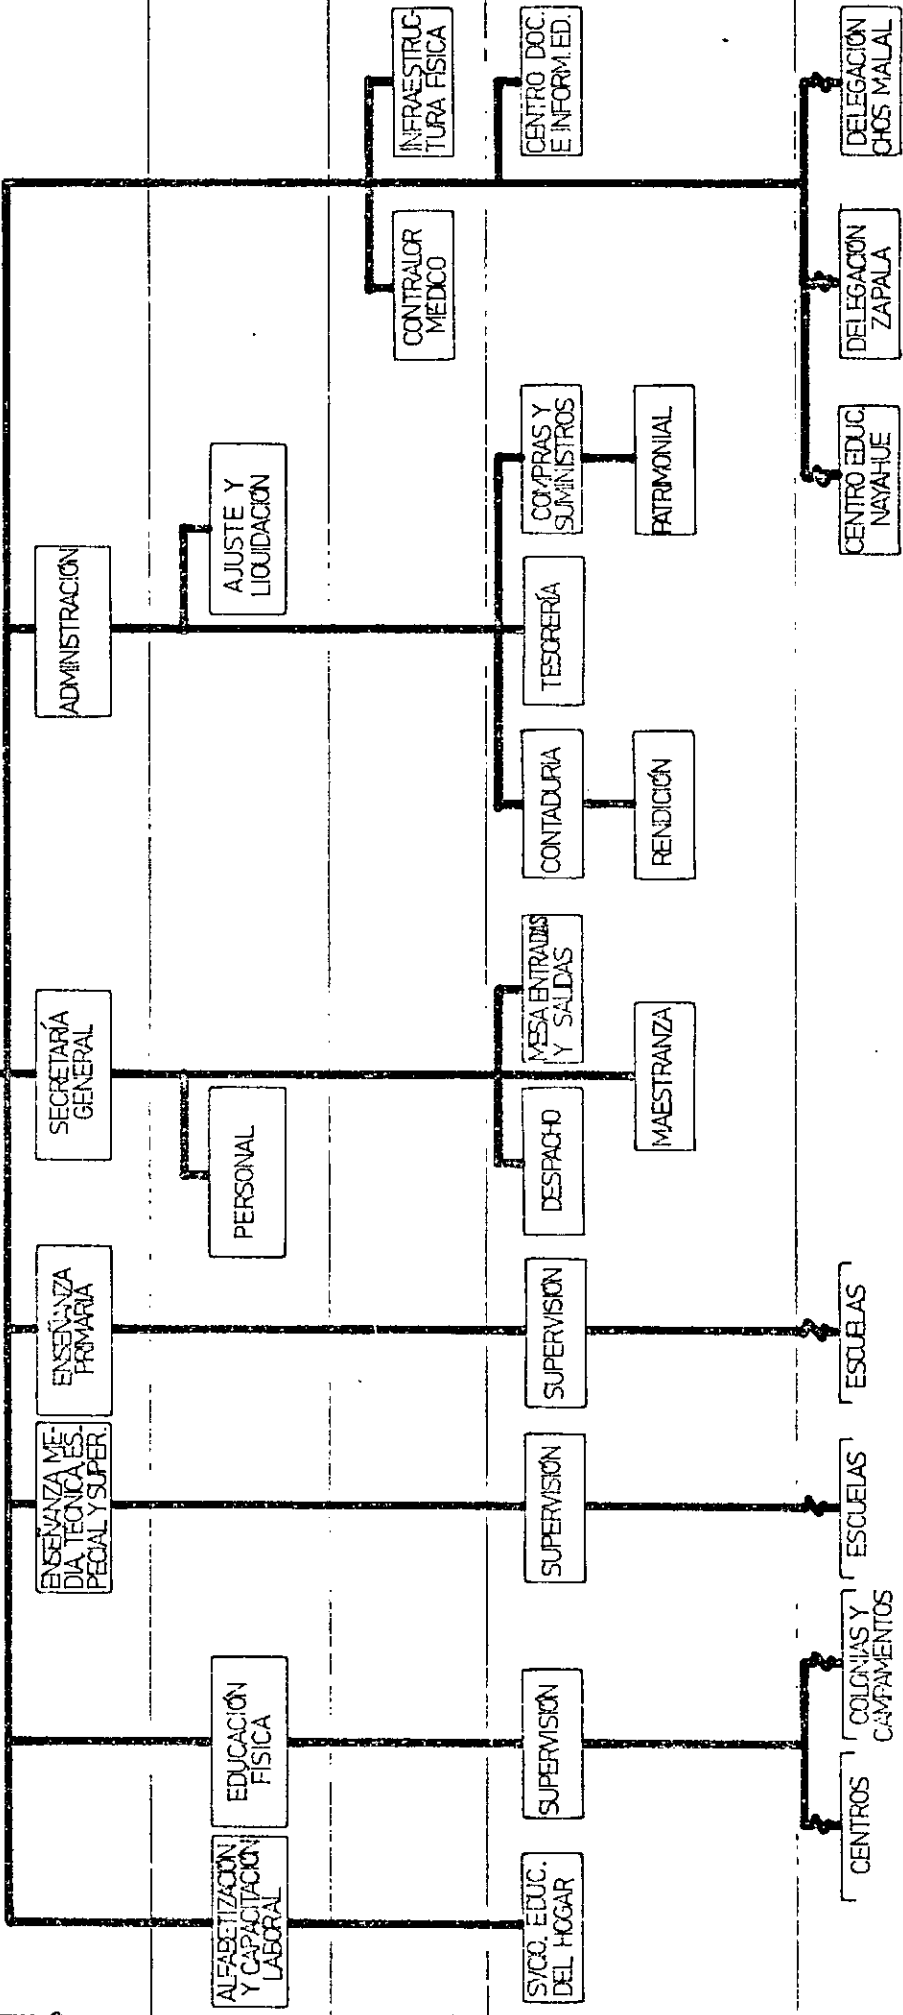 ADMINISTRACIÓN
SECRETARÍA
GENERAL
ENSEÑANZA
PRIMARIA
ENSEÑANZA ME-
DIA, TÉCNICA, ES-
PECIAL Y SUPER.
AJUSTE Y
LIQUIDACIÓN
PERSONAL
EDUCACIÓN
FÍSICA
ALFABETIZACIÓN
Y CAPACITACIÓN
LABORAL
INFRAESTRUC-
TURA FÍSICA
CONTRALOR
MÉDICO
CENTRO DOC.
E INFORM. ED.
COMPRAS Y
SUMINISTROS
TESORERÍA
CONTADURÍA
MESA ENTRADAS
Y SALIDAS
DESPACHO
SUPERVISIÓN
SUPERVISIÓN
SUPERVISIÓN
SVCIO. EDUC.
DEL HOGAR
PATRIMONIAL
RENDICIÓN
MAESTRANZA
DELEGACIÓN
CHOS MALAL
DELEGACIÓN
ZAPALA
CENTRO EDUC.
NAYAHUE
ESCUELAS
ESCUELAS
COLONIAS Y
CAMPAMENTOS
CENTROS